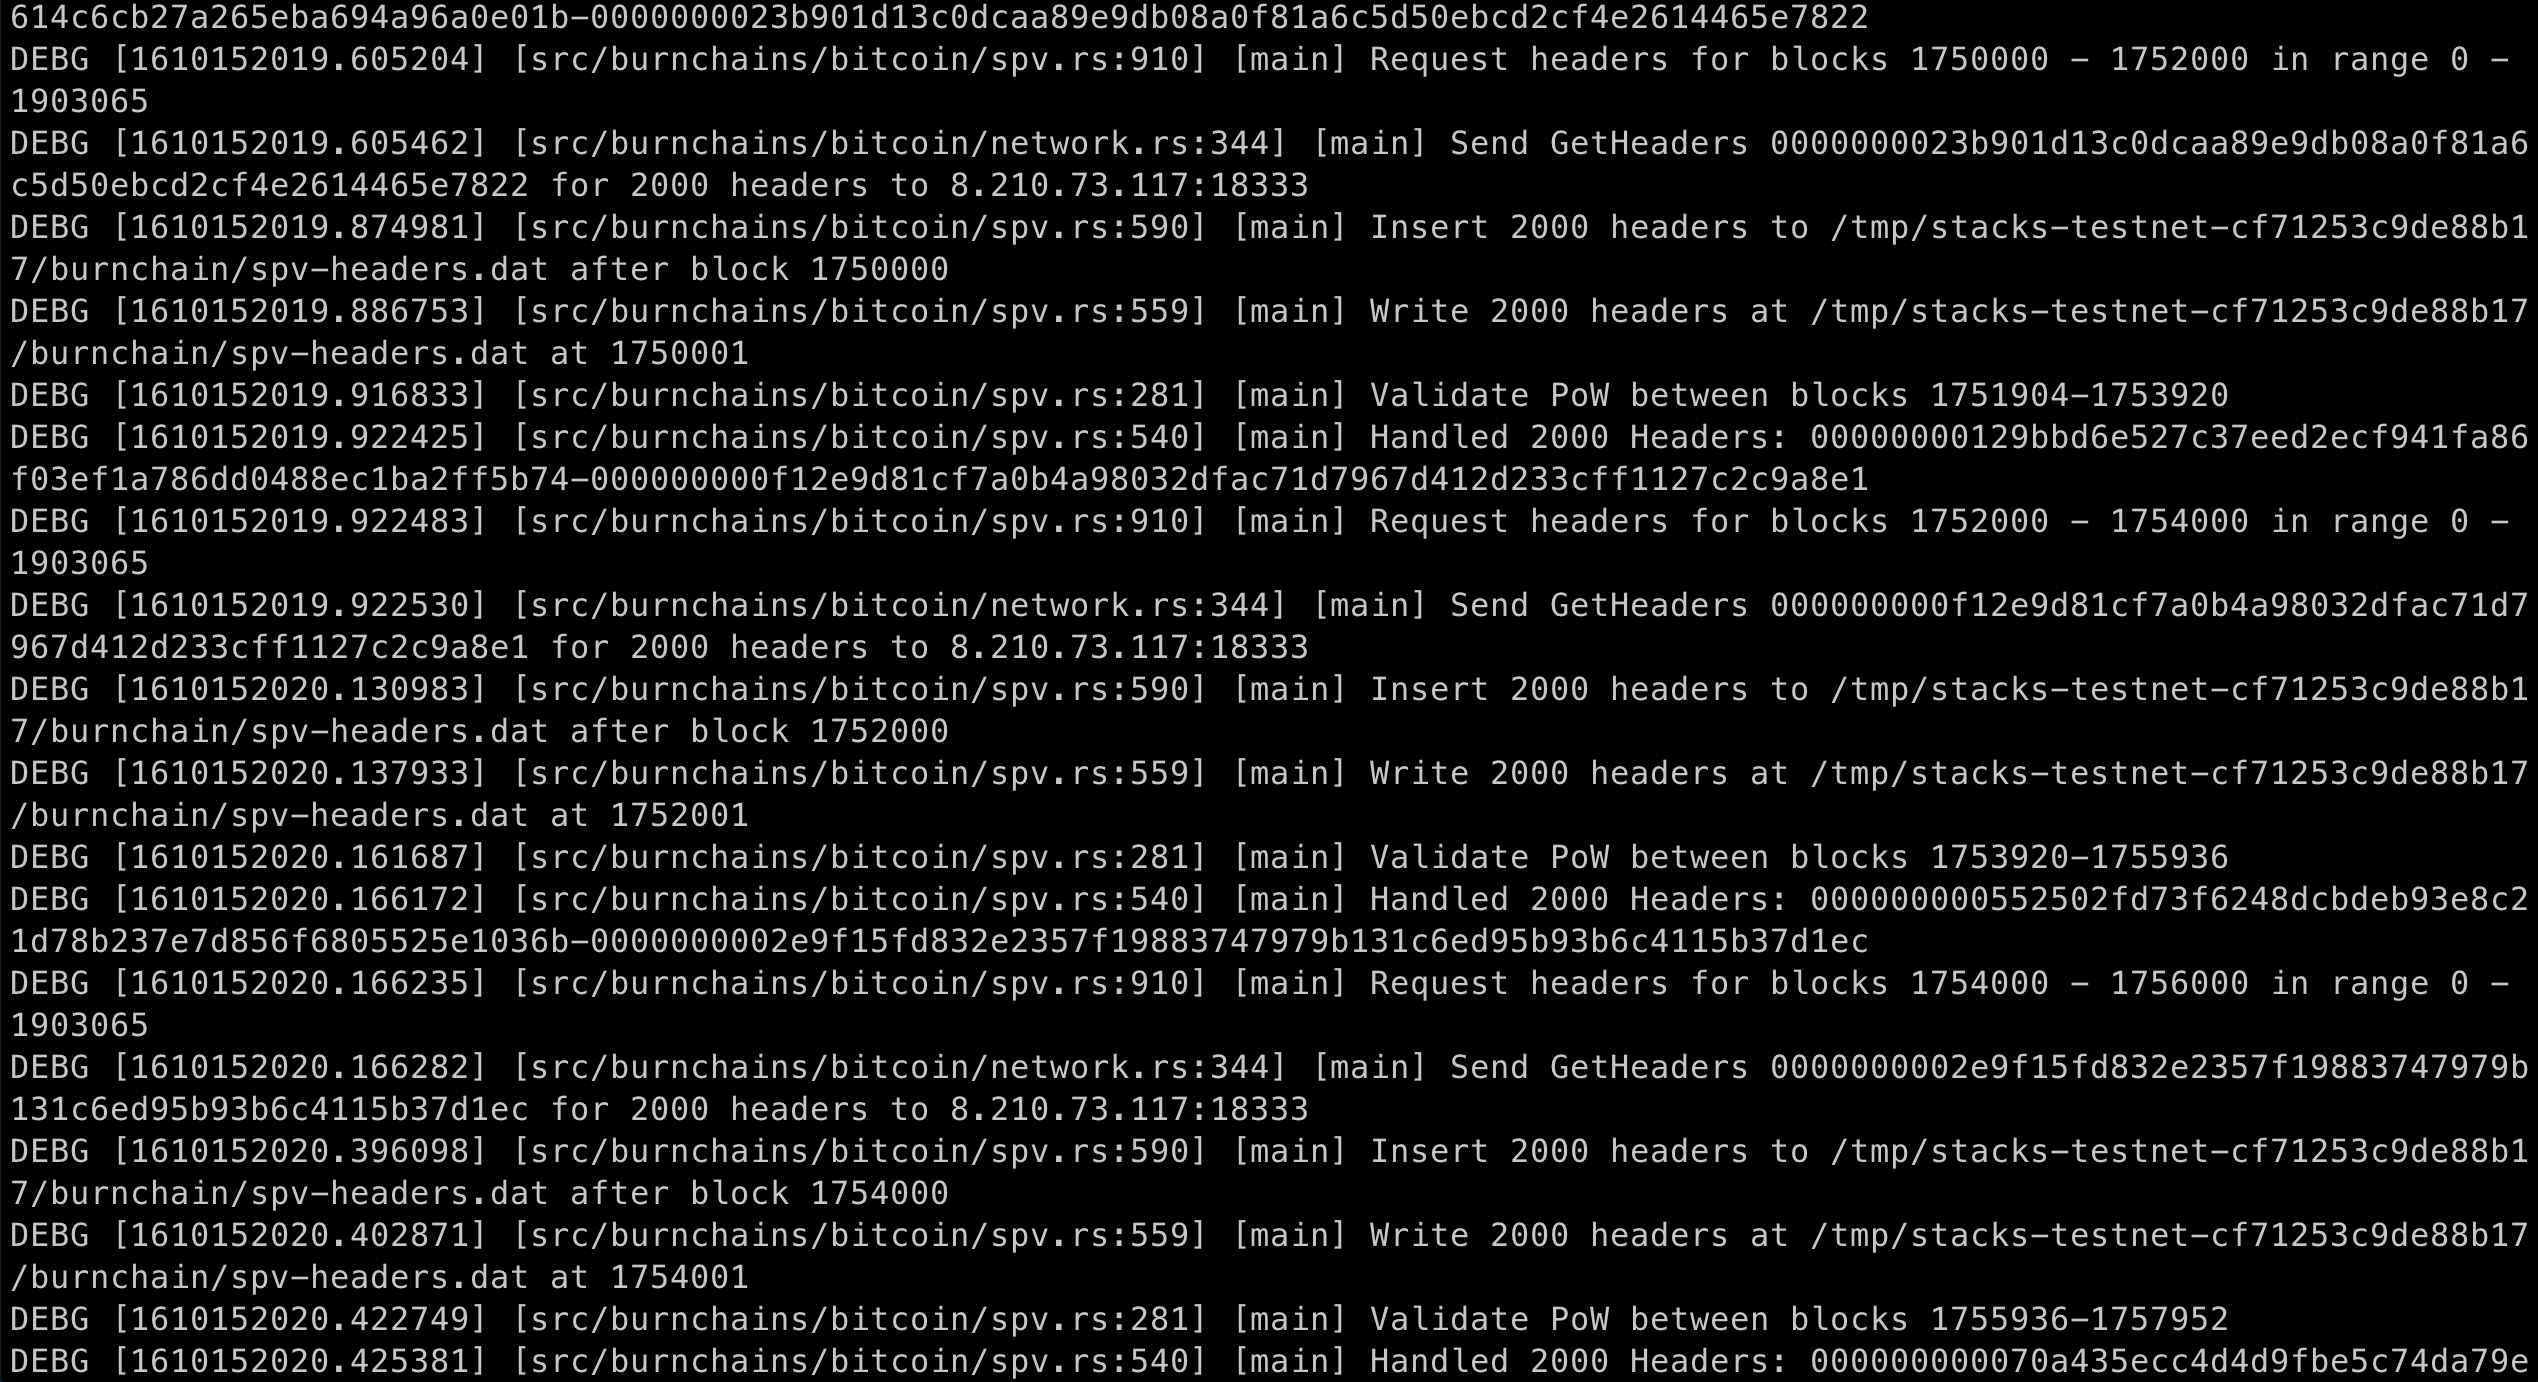 614c6cb27a265eba694a96a0e01b-0000000023b901d13c0dcaa89e9db08a0f81a6c5d50ebcd2cf4e2614465e7822
DEBG [1610152019.605204] [src/burnchains/bitcoin/spv.rs:910] [main] Request headers for blocks 1750000 - 1752000 in range 0 -
1903065
DEBG [1610152019.605462] [src/burnchains/bitcoin/network.rs:344] [main] Send GetHeaders 0000000023b901d13c0dcaa89e9db08a0f81a6
c5d50ebcd2cf4e2614465e7822 for 2000 headers to 8.210.73.117:18333
DEBG [1610152019.874981] [src/burnchains/bitcoin/spv.rs:590] [main] Insert 2000 headers to /tmp/stacks-testnet-cf71253c9de88b1
7/burnchain/spv-headers.dat after block 1750000
DEBG [1610152019.886753] [src/burnchains/bitcoin/spv.rs:559] [main] Write 2000 headers at /tmp/stacks-testnet-cf71253c9de88b17
/burnchain/spv-headers.dat at 1750001
DEBG [1610152019.916833] [src/burnchains/bitcoin/spv.rs:281] [main] Validate PoW between blocks 1751904-1753920
DEBG [1610152019.922425] [src/burnchains/bitcoin/spv.rs:540] [main] Handled 2000 Headers: 00000000129bbd6e527c37eed2ecf941fa86
f03ef1a786dd0488ec1ba2ff5b74-000000000f12e9d81cf7a0b4a98032dfac71d7967d412d233cff1127c2c9a8e1
DEBG [1610152019.922483] [src/burnchains/bitcoin/spv.rs:910] [main] Request headers for blocks 1752000 - 1754000 in range 0 -
1903065
DEBG [1610152019.922530] [src/burnchains/bitcoin/network.rs:344] [main] Send GetHeaders 000000000f12e9d81cf7a0b4a98032dfac71d7
967d412d233cff1127c2c9a8e1 for 2000 headers to 8.210.73.117:18333
DEBG [1610152020.130983] [src/burnchains/bitcoin/spv.rs:590] [main] Insert 2000 headers to /tmp/stacks-testnet-cf71253c9de88b1
7/burnchain/spv-headers.dat after block 1752000
DEBG [1610152020.137933] [src/burnchains/bitcoin/spv.rs:559] [main] Write 2000 headers at /tmp/stacks-testnet-cf71253c9de88b17
/burnchain/spv-headers.dat at 1752001
DEBG [1610152020.161687] [src/burnchains/bitcoin/spv.rs:281] [main] Validate PoW between blocks 1753920-1755936
DEBG [1610152020.166172] [src/burnchains/bitcoin/spv.rs:540] [main] Handled 2000 Headers: 000000000552502fd73f6248dcbdeb93e8c2
1d78b237e7d856f6805525e1036b-0000000002e9f15fd832e2357f19883747979b131c6ed95b93b6c4115b37d1ec
DEBG [1610152020.166235] [src/burnchains/bitcoin/spv.rs:910] [main] Request headers for blocks 1754000 - 1756000 in range 0 -
1903065
DEBG [1610152020.166282] [src/burnchains/bitcoin/network.rs:344] [main] Send GetHeaders 0000000002e9f15fd832e2357f19883747979b
131c6ed95b93b6c4115b37d1ec for 2000 headers to 8.210.73.117:18333
DEBG [1610152020.396098] [src/burnchains/bitcoin/spv.rs:590] [main] Insert 2000 headers to /tmp/stacks-testnet-cf71253c9de88b1
7/burnchain/spv-headers.dat after block 1754000
DEBG [1610152020.402871] [src/burnchains/bitcoin/spv.rs:559] [main] Write 2000 headers at /tmp/stacks-testnet-cf71253c9de88b17
/burnchain/spv-headers.dat at 1754001
DEBG [1610152020.422749] [src/burnchains/bitcoin/spv.rs:281] [main] Validate PoW between blocks 1755936-1757952
DEBG [1610152020.425381] [src/burnchains/bitcoin/spv.rs:540] [main] Handled 2000 Headers: 000000000070a435ecc4d4d9fbe5c74da79e